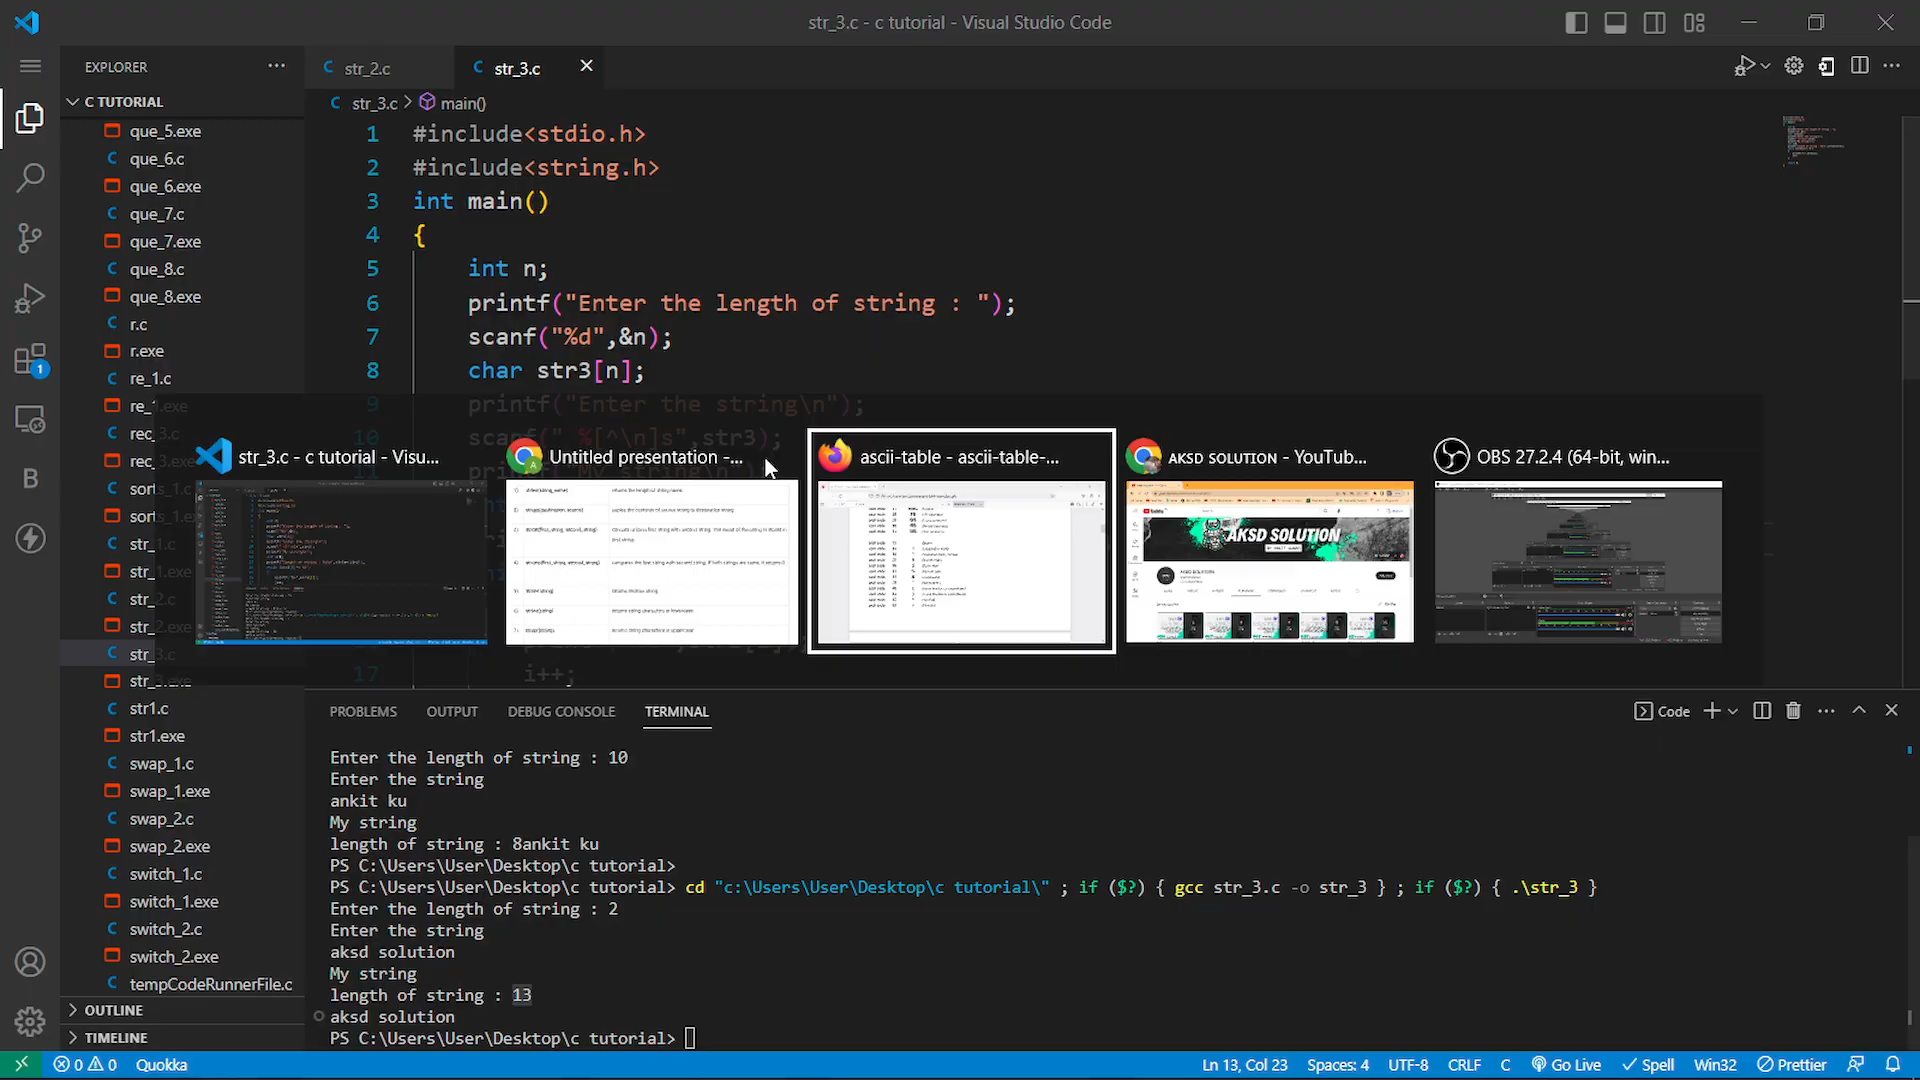 str_3.c - c tutorial - Visual Studio Code
EXPLORER
C TUTORIAL
que_5.exe
que_6.c
que_6.exe
que_7.c
que_7.exe
que_8.c
que_8.exe
r.c
r.exe
re_1.c
re_1.exe
rec_3.c
rec_3.exe
sort_1.c
sort_1.exe
str_1.c
str_1.exe
str_2.c
str_2.exe
str_3.c
str_3.exe
str1.c
str1.exe
swap_1.c
swap_1.exe
swap_2.c
swap_2.exe
switch_1.c
switch_1.exe
switch_2.c
switch_2.exe
tempCodeRunnerFile.c
OUTLINE
TIMELINE
C str_2.c
C str_3.c
C str_3.c > main()
1 #include<stdio.h>
2 #include<string.h>
3 int main()
4 {
5 int n;
6 printf("Enter the length of string : ");
7 scanf("%d",&n);
8 char str3[n];
9 printf("Enter the string\n");
10 scanf(" %[^\n]s",str3);
17 i++;
str_3.c - c tutorial - Visu...
Untitled presentation -...
ascii-table - ascii-table-...
AKSD SOLUTION - YouTub...
OBS 27.2.4 (64-bit, win...
AKSD SOLUTION
PROBLEMS OUTPUT DEBUG CONSOLE TERMINAL
Code
Enter the length of string : 10
Enter the string
ankit ku
My string
length of string : 8ankit ku
PS C:\Users\User\Desktop\c tutorial>
PS C:\Users\User\Desktop\c tutorial> cd "c:\Users\User\Desktop\c tutorial\" ; if ($?) { gcc str_3.c -o str_3 } ; if ($?) { .\str_3 }
Enter the length of string : 2
Enter the string
aksd solution
My string
length of string : 13
aksd solution
PS C:\Users\User\Desktop\c tutorial>
0 0 Quokka
Ln 13, Col 23 Spaces: 4 UTF-8 CRLF C Go Live Spell Win32 Prettier
1
B